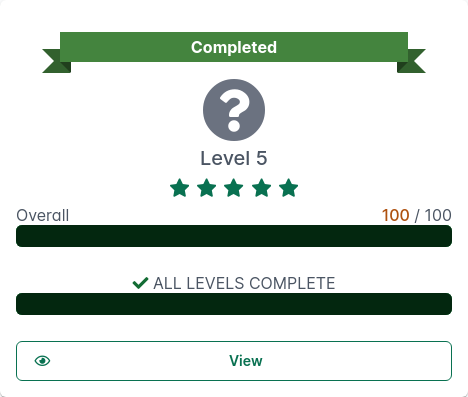 Completed
?
Level 5
Overall 100 / 100
ALL LEVELS COMPLETE
View